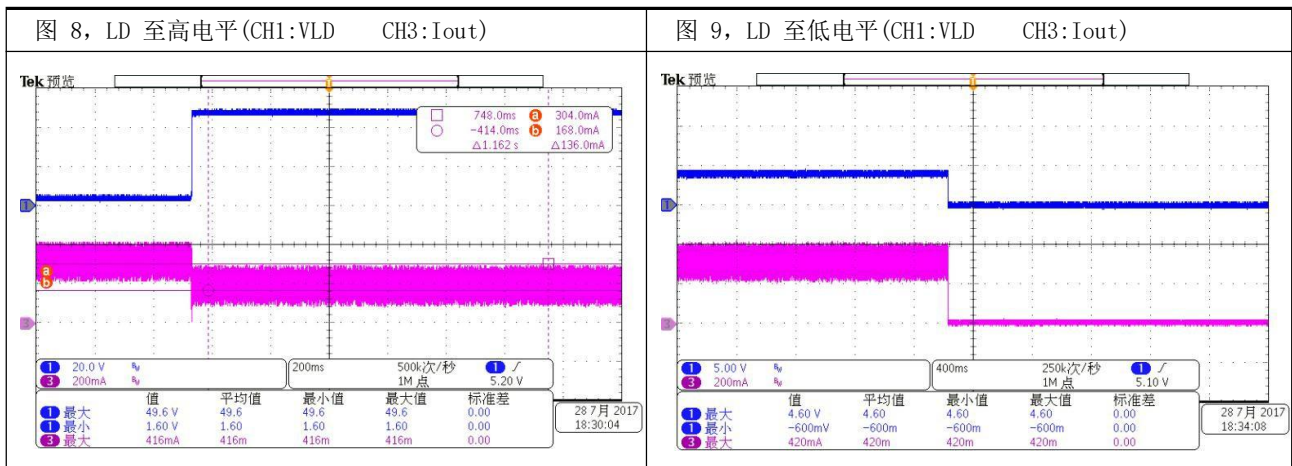 图 8，LD 至高电平(CH1:VLD CH3:Iout)
图 9，LD 至低电平(CH1:VLD CH3:Iout)
Tek 预览
748.0ms a 304.0mA
-414.0ms b 168.0mA
△1.162 s △136.0mA
1
a
b
3
1 20.0 V
3 200mA
200ms
500k次/秒
1M 点
1 / 5.20 V
值 平均值 最小值 最大值 标准差
1 最大 49.6 V 49.6 49.6 49.6 0.00
1 最小 1.60 V 1.60 1.60 1.60 0.00
3 最大 416mA 416m 416m 416m 0.00
28 7月 2017
18:30:04
Tek 预览
1
3
1 5.00 V
3 200mA
400ms
250k次/秒
1M 点
1 / 5.10 V
值 平均值 最小值 最大值 标准差
1 最大 4.60 V 4.60 4.60 4.60 0.00
1 最小 -600mV -600m -600m -600m 0.00
3 最大 420mA 420m 420m 420m 0.00
28 7月 2017
18:34:08